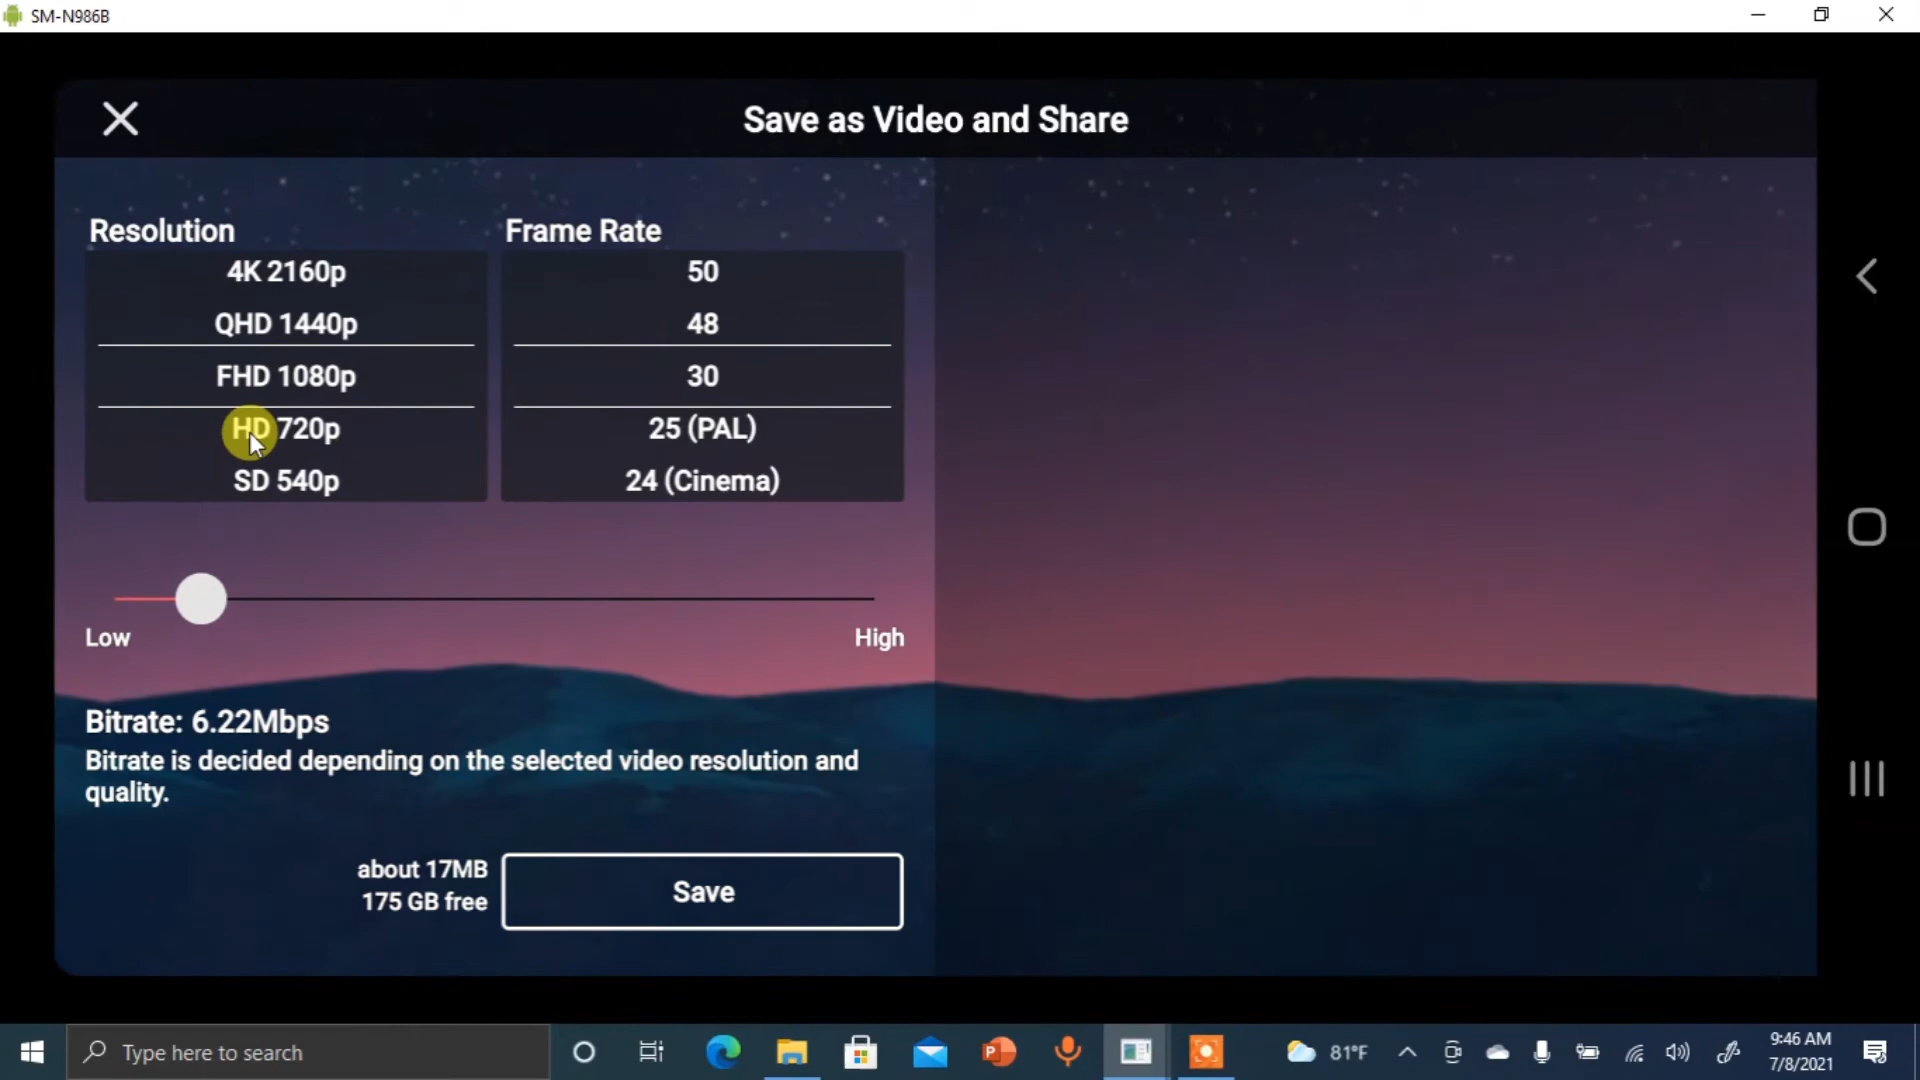 SM-N986B
Save as Video and Share
Resolution
Frame Rate
4K 2160p
QHD 1440p
FHD 1080p
HD 720p
SD 540p
50
48
30
25 (PAL)
24 (Cinema)
Low
High
Bitrate: 6.22Mbps
Bitrate is decided depending on the selected video resolution and
quality.
about 17MB
175 GB free
Save
Type here to search
81°F
9:46 AM
7/8/2021